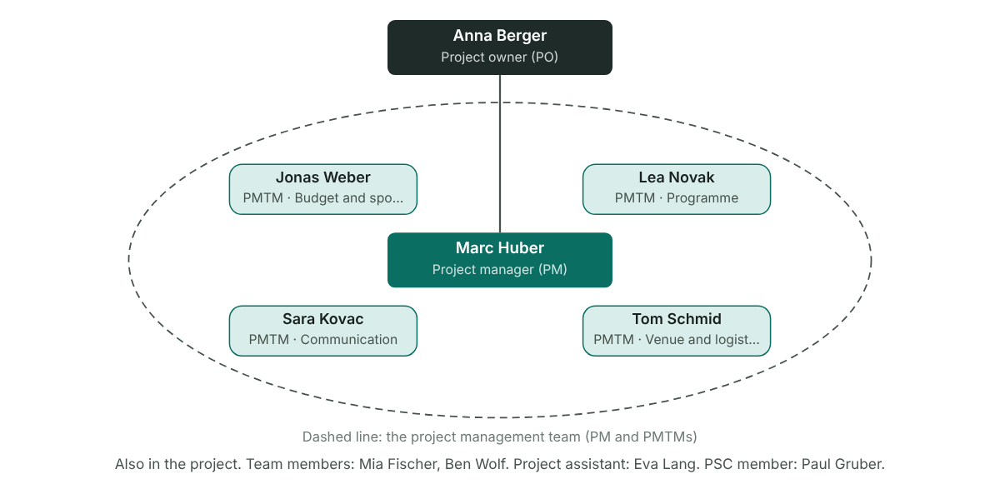 Anna Berger
Project owner (PO)
Jonas Weber
PMTM · Budget and spo...
Lea Novak
PMTM · Programme
Marc Huber
Project manager (PM)
Sara Kovac
PMTM · Communication
Tom Schmid
PMTM · Venue and logist...
Dashed line: the project management team (PM and PMTMs)
Also in the project. Team members: Mia Fischer, Ben Wolf. Project assistant: Eva Lang. PSC member: Paul Gruber.